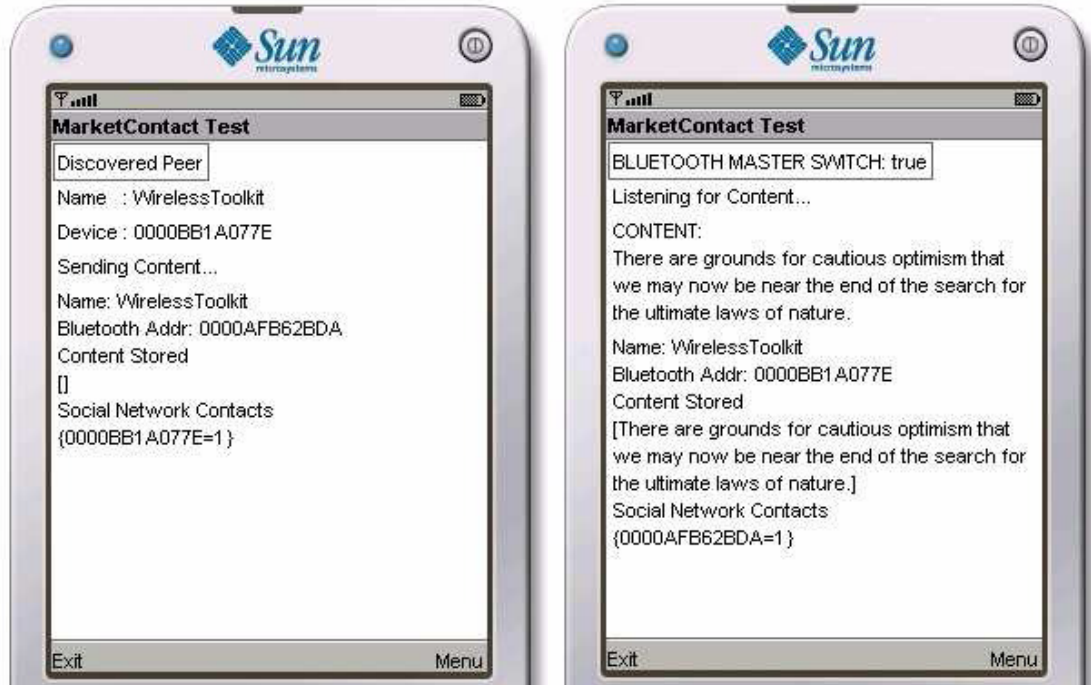 Sun
microsystems
MarketContact Test
Discovered Peer
Name : WirelessToolkit
Device : 0000BB1A077E
Sending Content...
Name: WirelessToolkit
Bluetooth Addr: 0000AFB62BDA
Content Stored
[]
Social Network Contacts
{0000BB1A077E=1}
Exit
Menu
Sun
microsystems
MarketContact Test
BLUETOOTH MASTER SWITCH: true
Listening for Content...
CONTENT:
There are grounds for cautious optimism that
we may now be near the end of the search for
the ultimate laws of nature.
Name: WirelessToolkit
Bluetooth Addr: 0000BB1A077E
Content Stored
[There are grounds for cautious optimism that
we may now be near the end of the search for
the ultimate laws of nature.]
Social Network Contacts
{0000AFB62BDA=1}
Exit
Menu